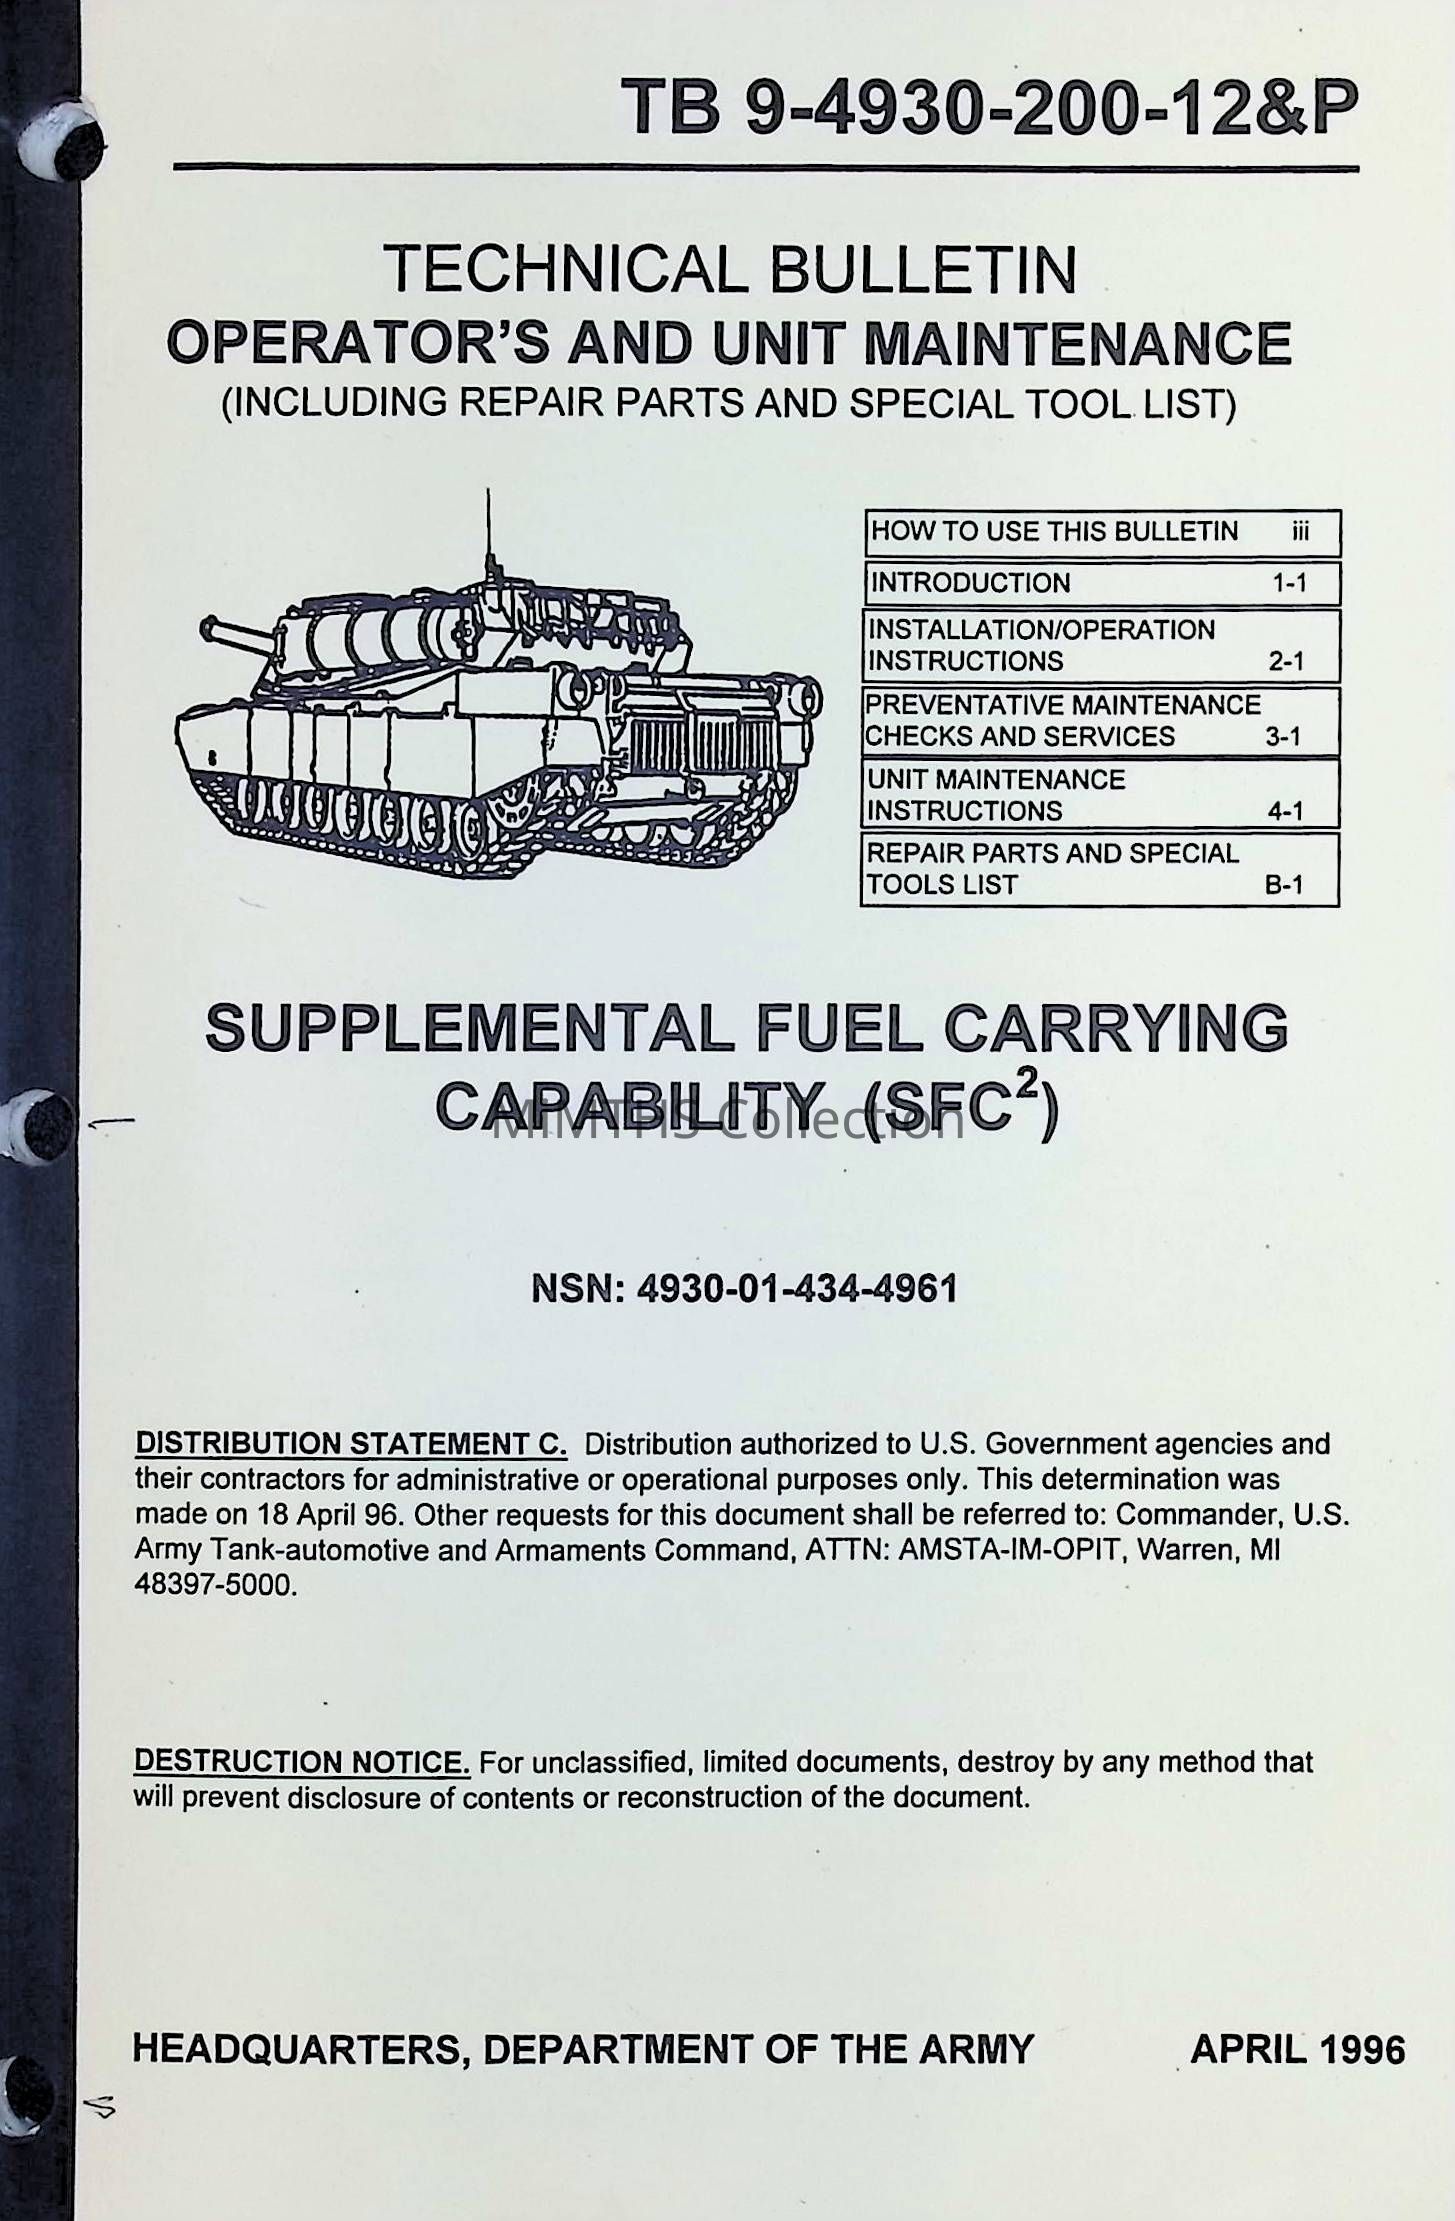 TB 9-4930-200-12&P
TECHNICAL BULLETIN
OPERATOR'S AND UNIT MAINTENANCE
(INCLUDING REPAIR PARTS AND SPECIAL TOOL LIST)
HOW TO USE THIS BULLETIN iii
INTRODUCTION 1-1
INSTALLATION/OPERATION
INSTRUCTIONS 2-1
PREVENTATIVE MAINTENANCE
CHECKS AND SERVICES 3-1
UNIT MAINTENANCE
INSTRUCTIONS 4-1
REPAIR PARTS AND SPECIAL
TOOLS LIST B-1
SUPPLEMENTAL FUEL CARRYING
CAPABILITY (SFC²)
MIMTHS Collection
NSN: 4930-01-434-4961
DISTRIBUTION STATEMENT C. Distribution authorized to U.S. Government agencies and
their contractors for administrative or operational purposes only. This determination was
made on 18 April 96. Other requests for this document shall be referred to: Commander, U.S.
Army Tank-automotive and Armaments Command, ATTN: AMSTA-IM-OPIT, Warren, MI
48397-5000.
DESTRUCTION NOTICE. For unclassified, limited documents, destroy by any method that
will prevent disclosure of contents or reconstruction of the document.
HEADQUARTERS, DEPARTMENT OF THE ARMY APRIL 1996